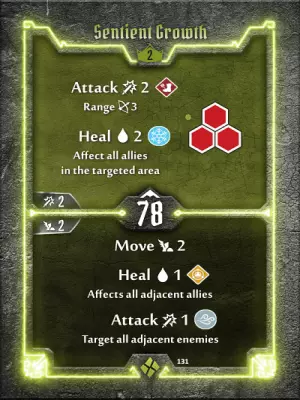 Sentient Growth
2
Attack 2
Range 3
Heal 2
Affect all allies
in the targeted area
2
78
2
Move 2
Heal 1
Affects all adjacent allies
Attack 1
Target all adjacent enemies
131